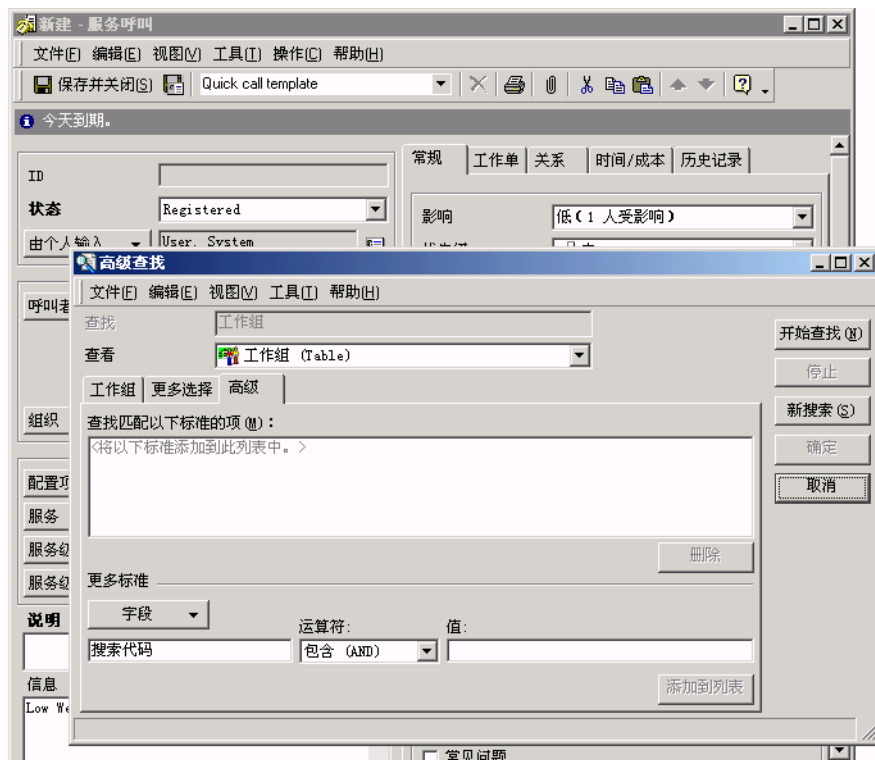 新建 - 服务呼叫
文件(F) 编辑(E) 视图(V) 工具(T) 操作(C) 帮助(H)
保存并关闭(S) Quick call template
今天到期。
ID
状态 Registered
由个人输入 User, System
常规 工作单 关系 时间/成本 历史记录
影响 低(1 人受影响)
呼叫者
组织
配置项
服务
服务级
服务级
说明
信息
Low We
高级查找
文件(F) 编辑(E) 视图(V) 工具(T) 帮助(H)
查找 工作组
查看 工作组 (Table)
工作组 更多选择 高级
查找匹配以下标准的项(M):
<将以下标准添加到此列表中。>
删除
更多标准
字段
运算符: 值:
搜索代码 包含 (AND)
添加到列表
开始查找(N)
停止
新搜索(S)
确定
取消
常见问题